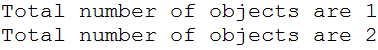 Total number of objects are 1
Total number of objects are 2